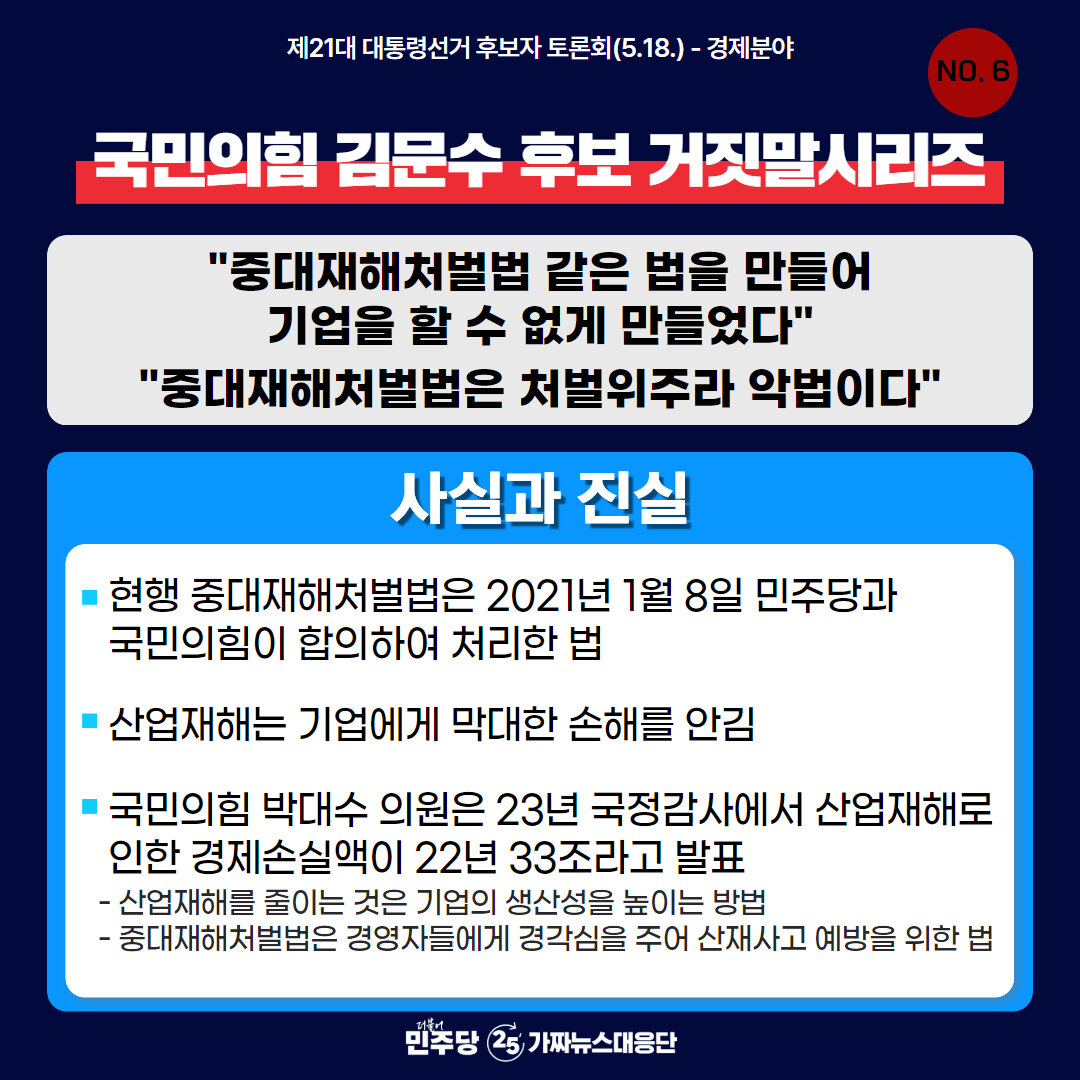 제21대 대통령선거 후보자 토론회(5.18.) - 경제분야
NO. 6
국민의힘 김문수 후보 거짓말시리즈
"중대재해처벌법 같은 법을 만들어
기업을 할 수 없게 만들었다"
"중대재해처벌법은 처벌위주라 악법이다"
사실과 진실
현행 중대재해처벌법은 2021년 1월 8일 민주당과
국민의힘이 합의하여 처리한 법
산업재해는 기업에게 막대한 손해를 안김
국민의힘 박대수 의원은 23년 국정감사에서 산업재해로
인한 경제손실액이 22년 33조라고 발표
- 산업재해를 줄이는 것은 기업의 생산성을 높이는 방법
- 중대재해처벌법은 경영자들에게 경각심을 주어 산재사고 예방을 위한 법
더불어
민주당 25 가짜뉴스대응단